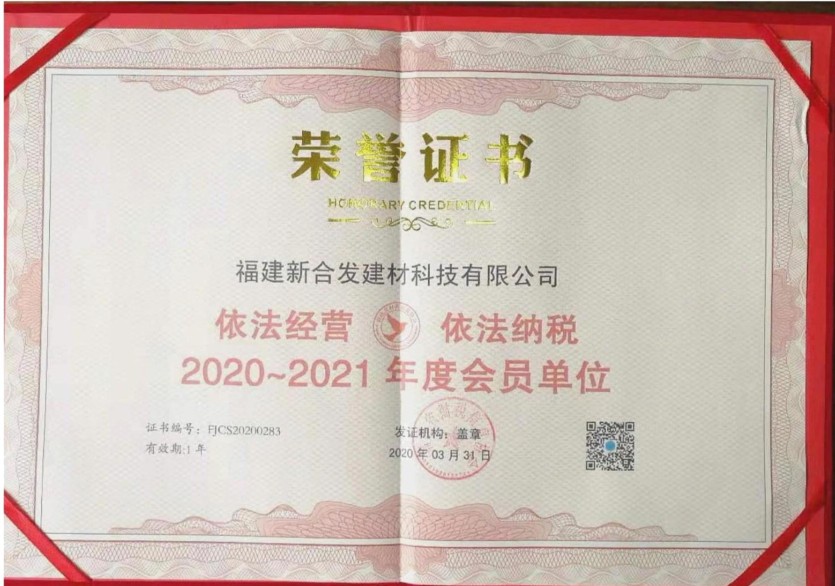 荣誉证书
HONORARY CREDENTIAL
福建新合发建材科技有限公司
依法经营 依法纳税
2020~2021 年度会员单位
证书编号：FJCS20200283
有效期:1 年
发证机构：盖章
2020 年 03 月 31 日